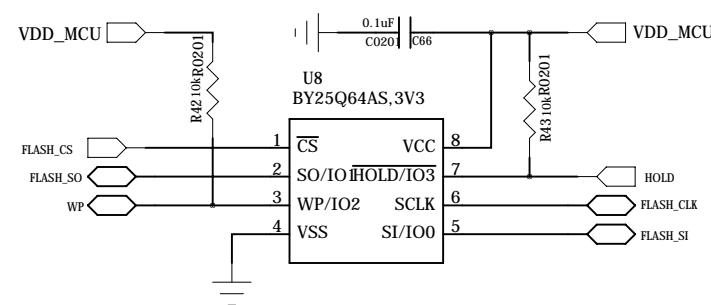 VDD_MCU
0.1uF
C0201 C66
VDD_MCU
R42 10k R0201
R43 10k R0201
U8
BY25Q64AS,3V3
FLASH_CS 1 CS VCC 8
FLASH_SO 2 SO/IO1 HOLD/IO3 7 HOLD
WP 3 WP/IO2 SCLK 6 FLASH_CLK
4 VSS SI/IO0 5 FLASH_SI